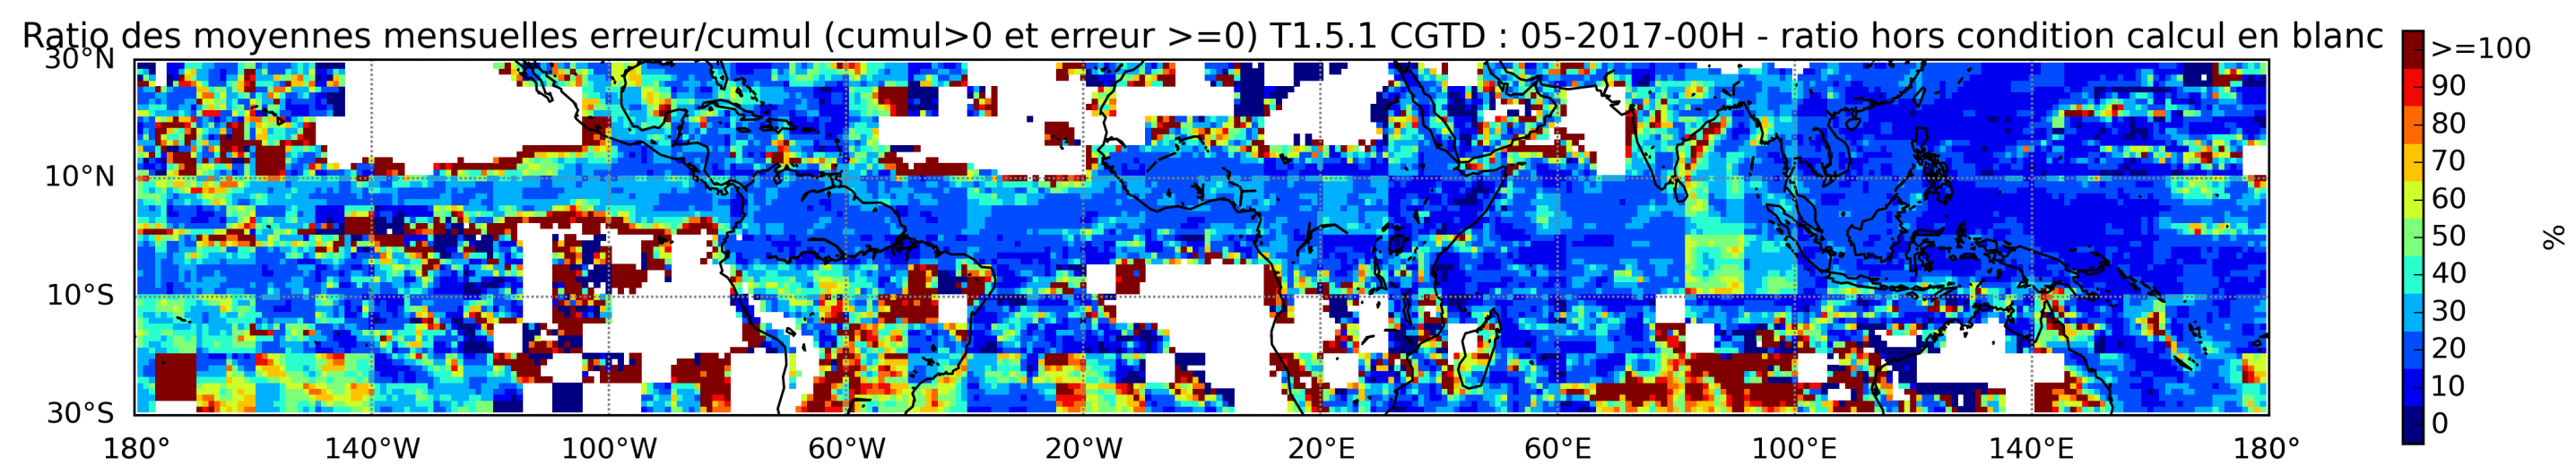 Ratio des moyennes mensuelles erreur/cumul (cumul>0 et erreur >=0) T1.5.1 CGTD : 05-2017-00H - ratio hors condition calcul en blanc
30°N
10°N
10°S
30°S
180° 140°W 100°W 60°W 20°W 20°E 60°E 100°E 140°E 180°
>=100
90
80
70
60
50
40
30
20
10
0
%